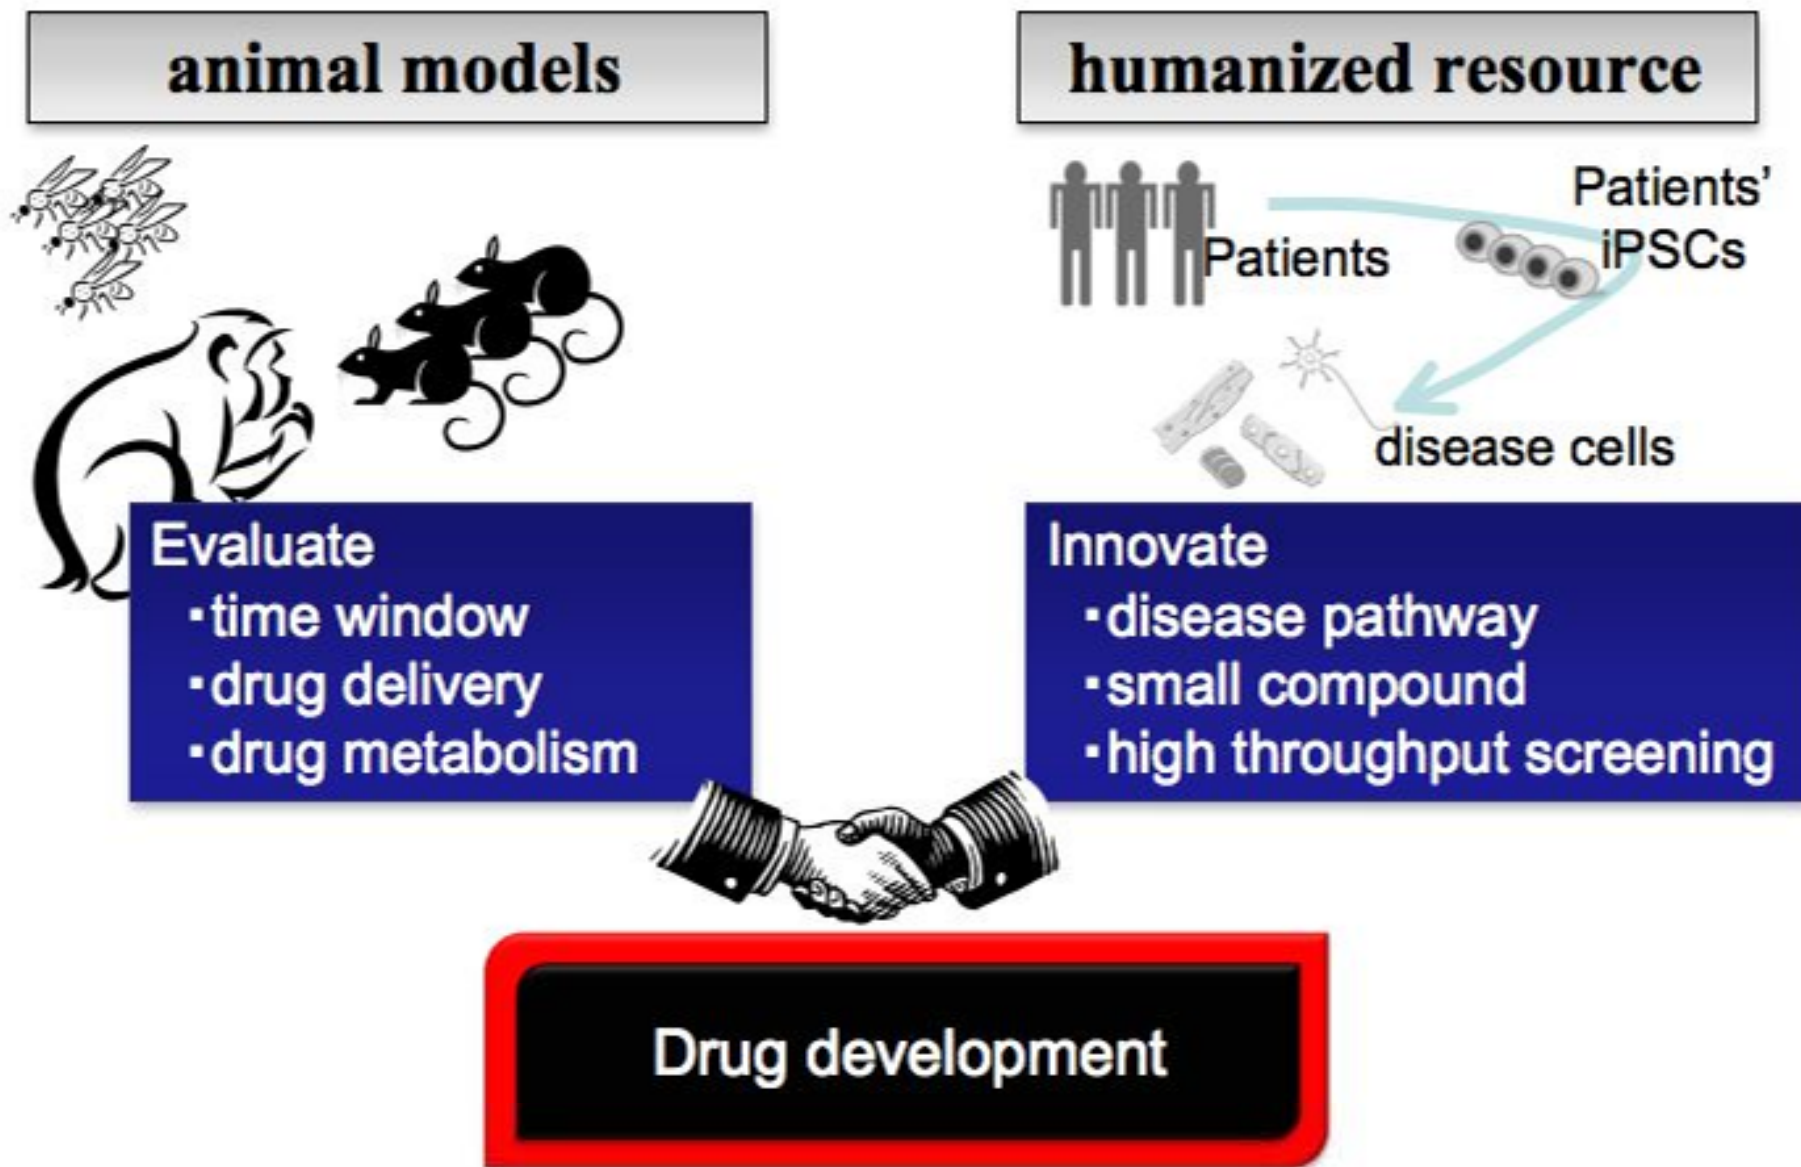 animal models
humanized resource
Patients
Patients’
iPSCs
disease cells
Evaluate
・time window
・drug delivery
・drug metabolism
Innovate
・disease pathway
・small compound
・high throughput screening
Drug development